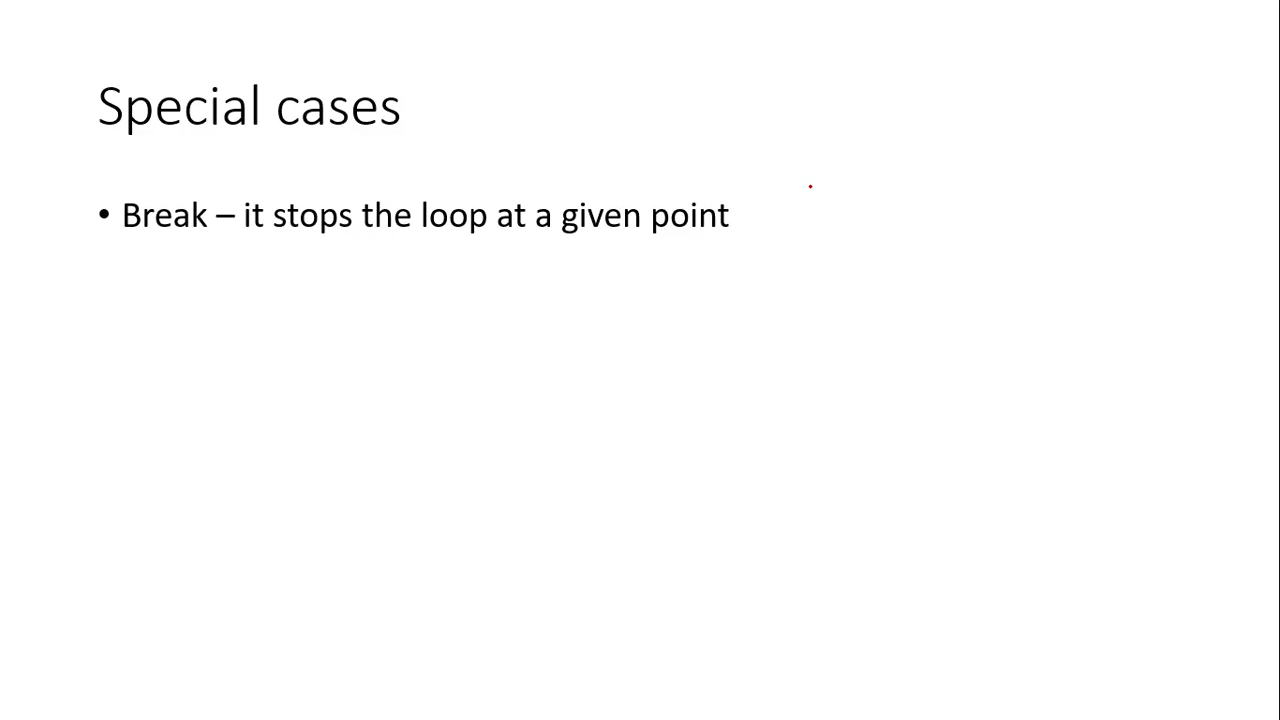 Special cases
• Break – it stops the loop at a given point